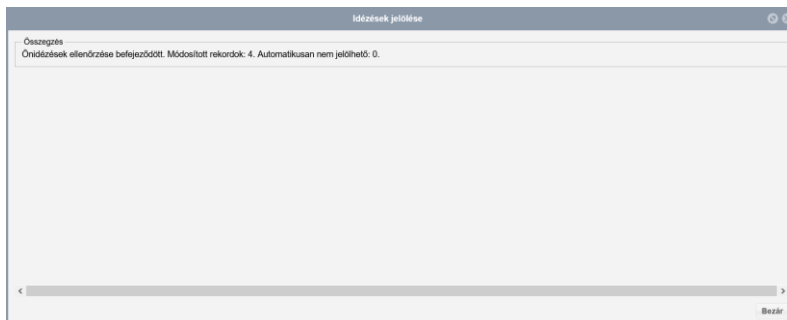 Idézések jelölése
Összegzés
Önidézések ellenőrzése befejeződött. Módosított rekordok: 4. Automatikusan nem jelölhető: 0.
Bezár